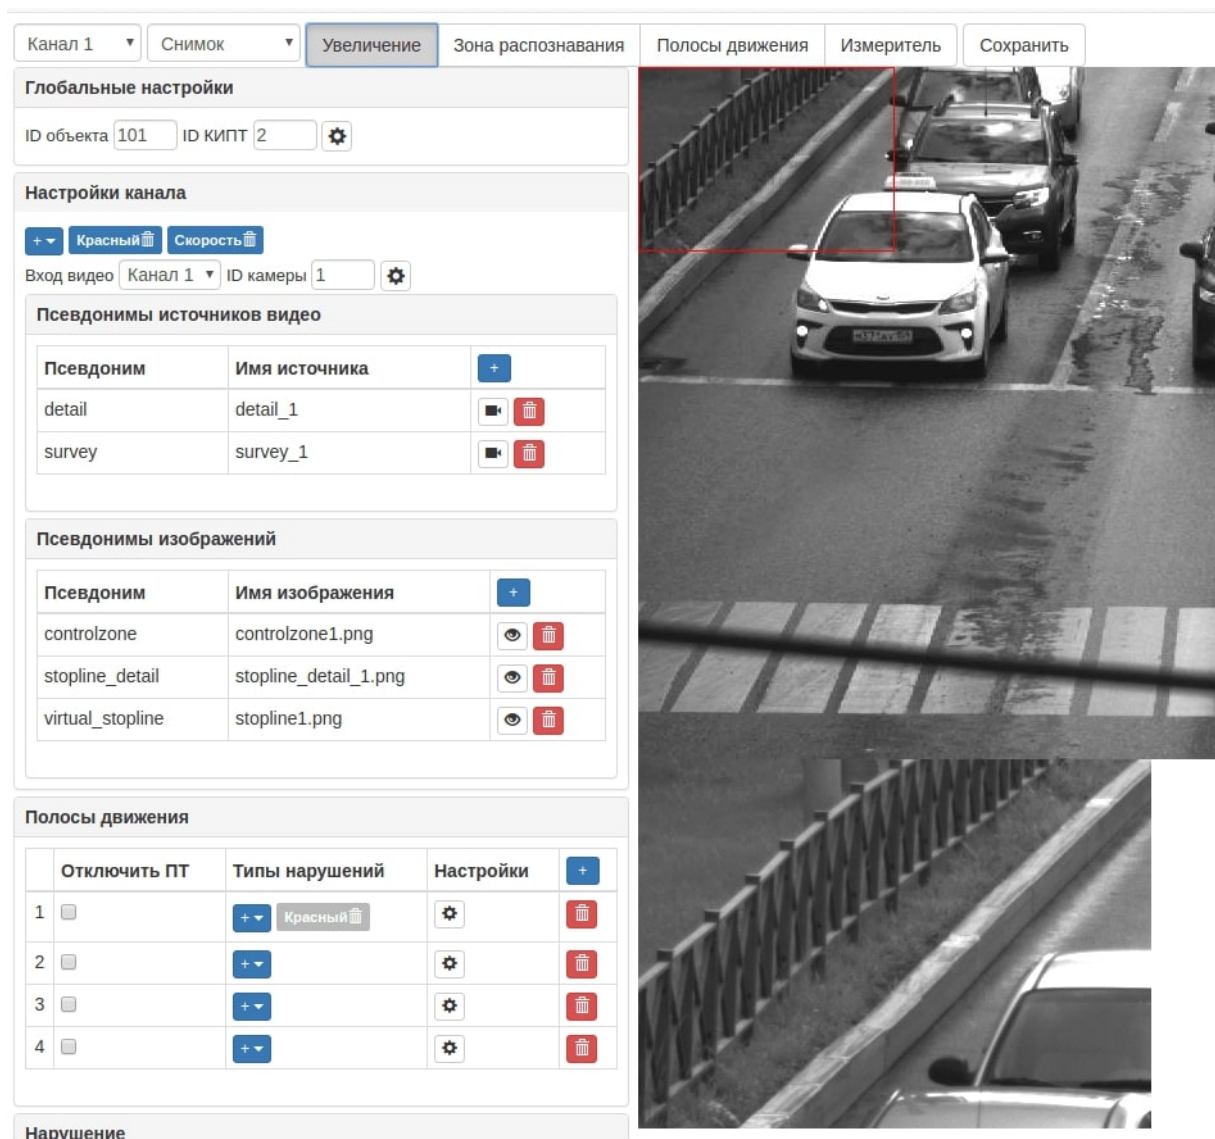 Канал 1 Снимок Увеличение Зона распознавания Полосы движения Измеритель Сохранить
Глобальные настройки
ID объекта 101 ID КИПТ 2
Настройки канала
+ Красный Скорость
Вход видео Канал 1 ID камеры 1
Псевдонимы источников видео
Псевдоним Имя источника +
detail detail_1
survey survey_1
Псевдонимы изображений
Псевдоним Имя изображения +
controlzone controlzone1.png
stopline_detail stopline_detail_1.png
virtual_stopline stopline1.png
Полосы движения
Отключить ПТ Типы нарушений Настройки +
1 + Красный
2 +
3 +
4 +
Нарушение